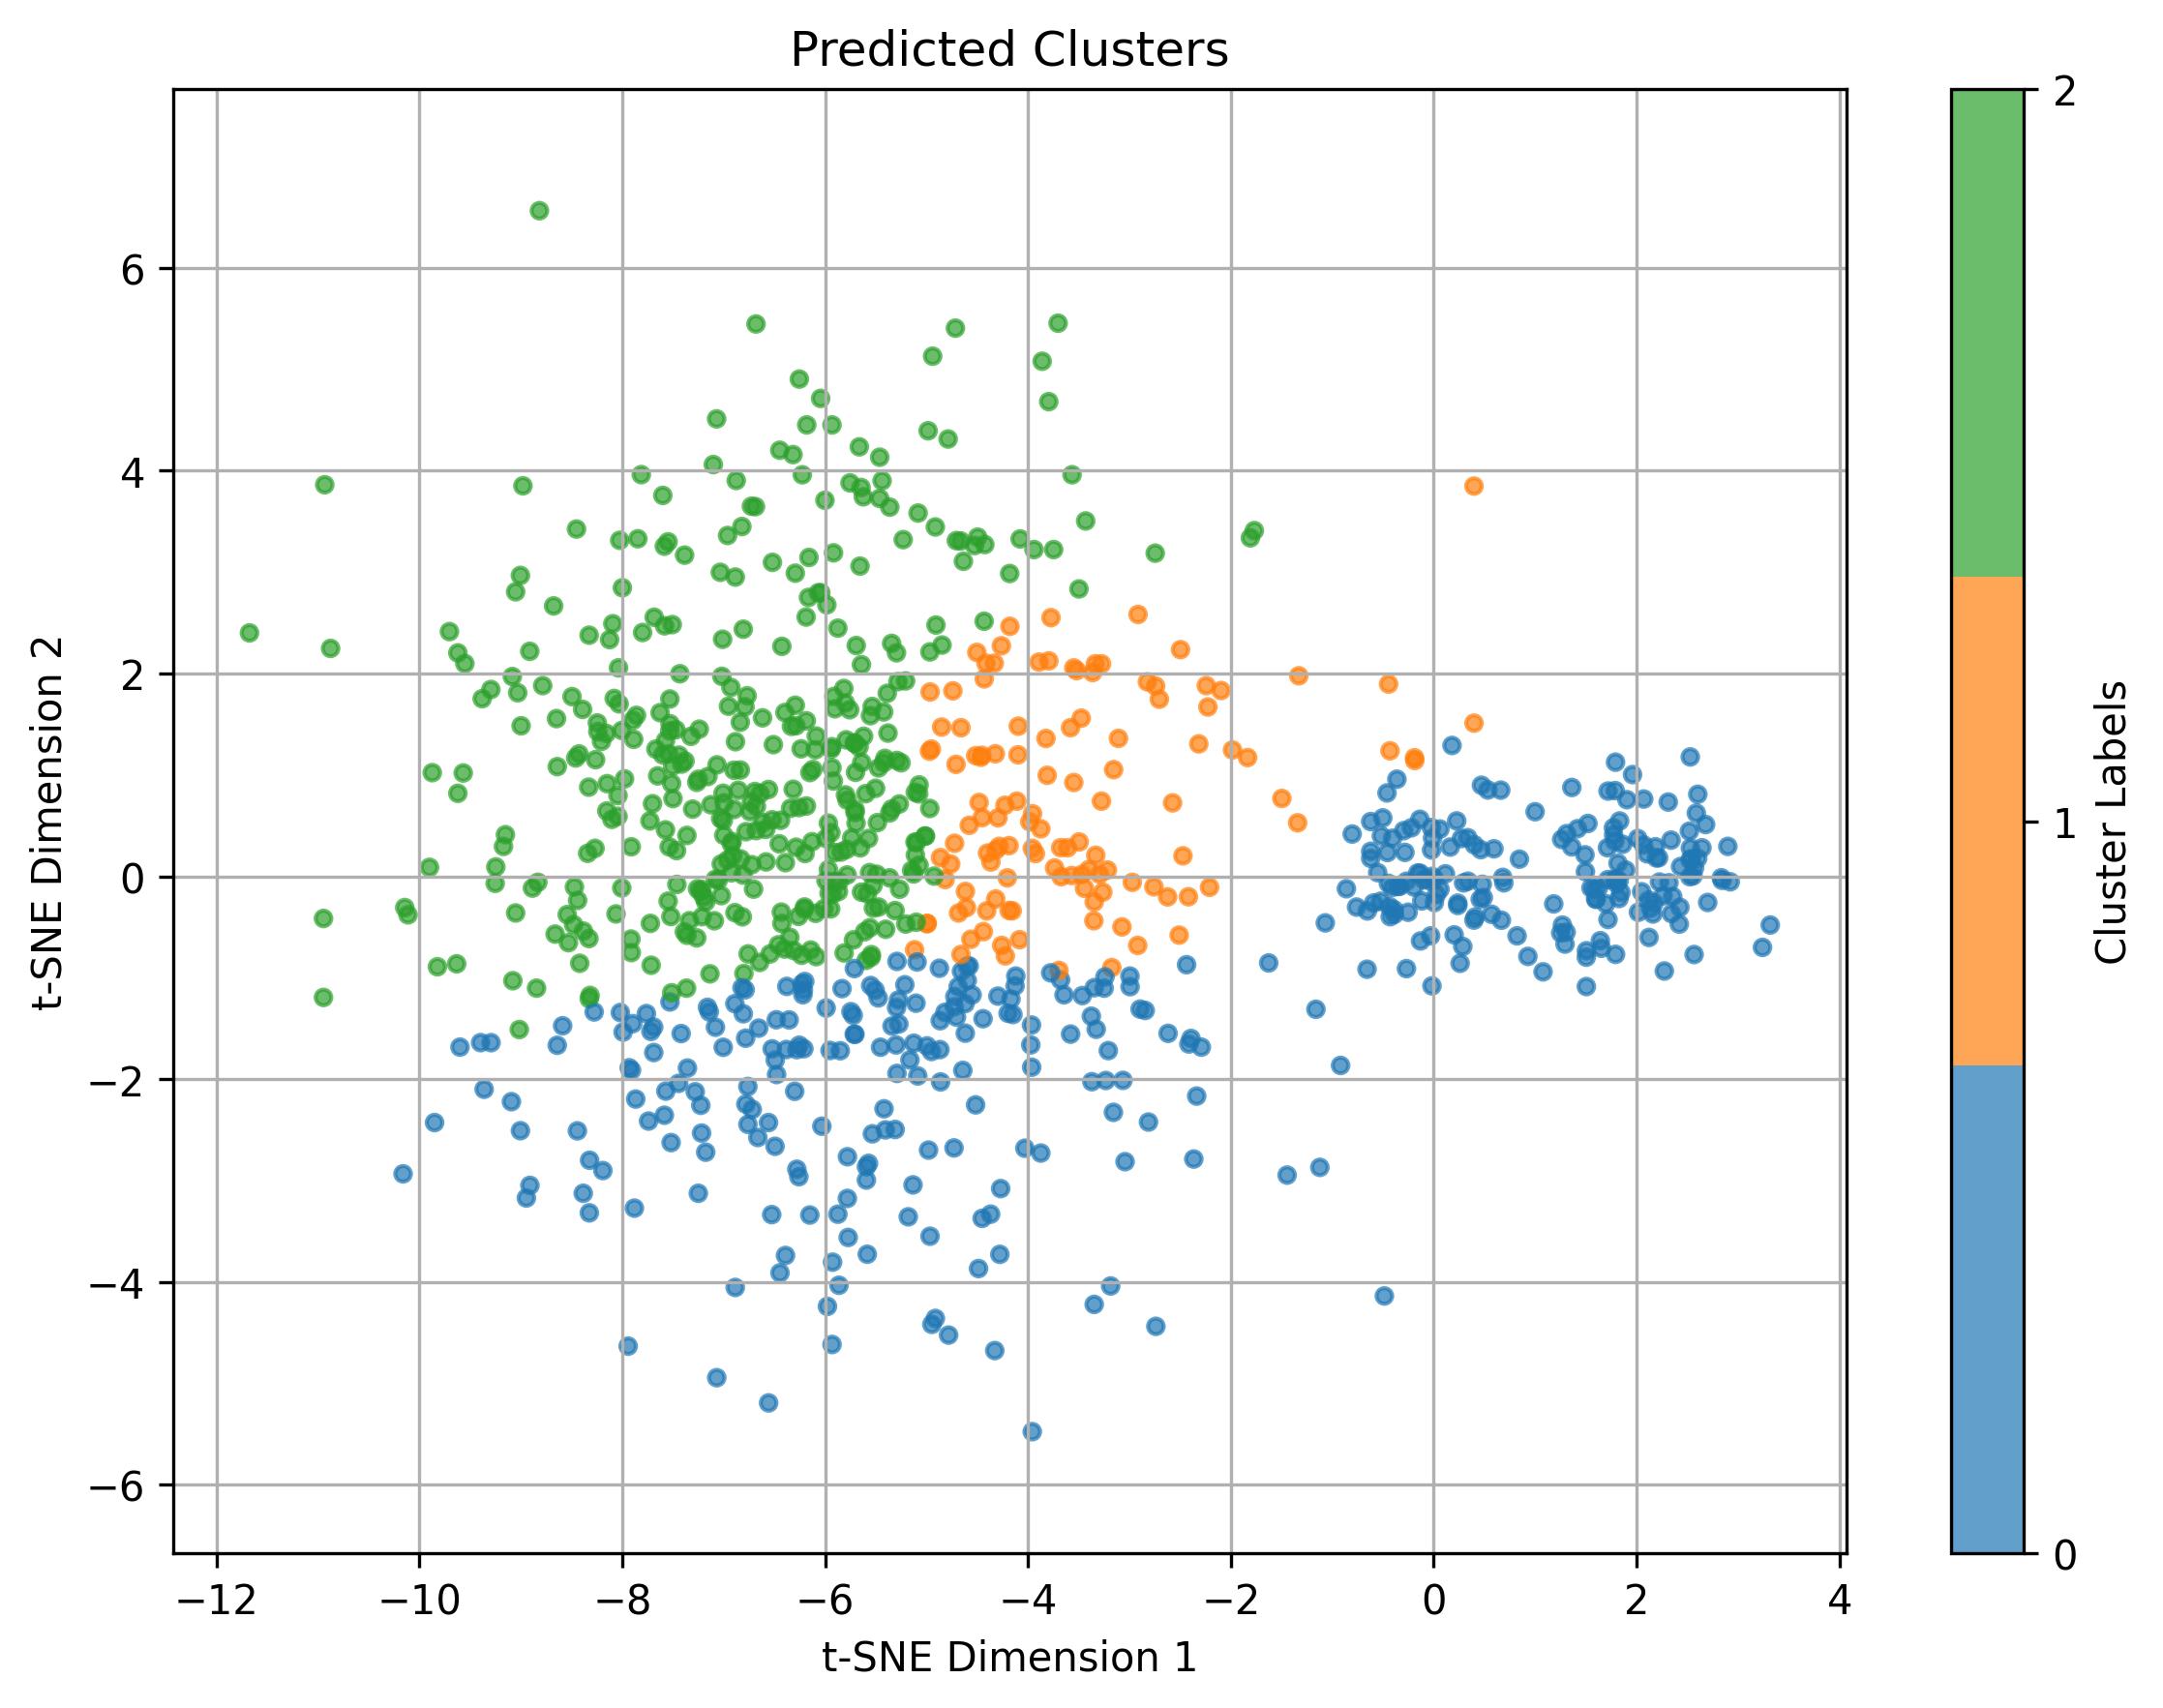 Predicted Clusters
t-SNE Dimension 2
6
4
2
0
−2
−4
−6
−12 −10 −8 −6 −4 −2 0 2 4
t-SNE Dimension 1
2
1
0
Cluster Labels